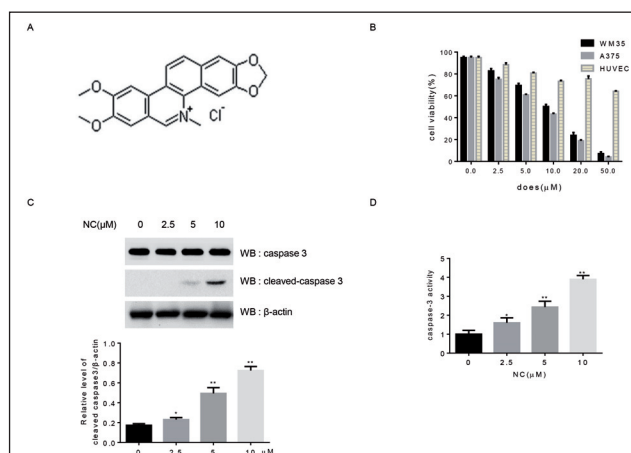 A
O
O
N⁺
Cl⁻
O
O
B
WM35
A375
HUVEC
cell viability(%)
100
80
60
40
20
0
0.0 2.5 5.0 10.0 20.0 50.0
does(μM)
C
NC(μM) 0 2.5 5 10
WB : caspase 3
WB : cleaved-caspase 3
WB : β-actin
Relative level of
cleaved caspase3/β-actin
1.0
0.8
0.6
0.4
0.2
0.0
* ** **
0 2.5 5 10 μM
D
caspase-3 activity
5
4
3
2
1
0
* ** **
0 2.5 5 10
NC(μM)